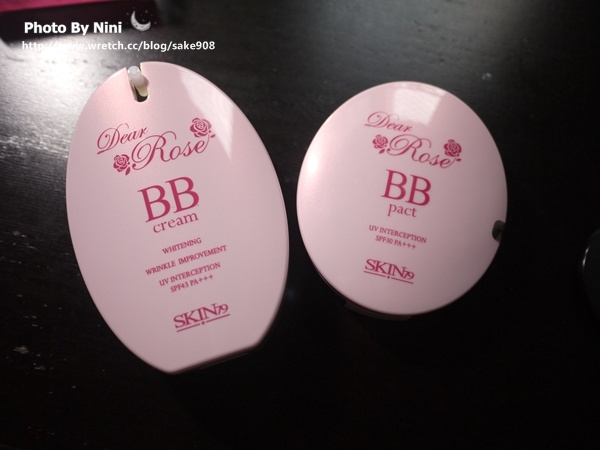 Photo By Nini
http://www.wretch.cc/blog/sake908
Dear
Rose
BB
cream
WHITENING
WRINKLE IMPROVEMENT
UV INTERCEPTION
SPF43 PA+++
SKIN79
Dear
Rose
BB
pact
UV INTERCEPTION
SPF30 PA+++
SKIN79